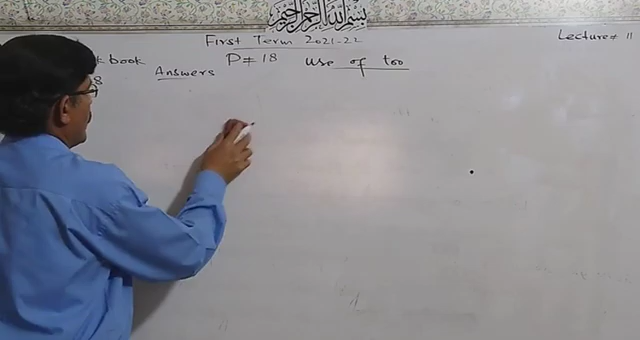 بسم الله الرحمن الرحيم
First Term 2021-22
Lecture# 11
k book P# 18 use of too
8 Answers